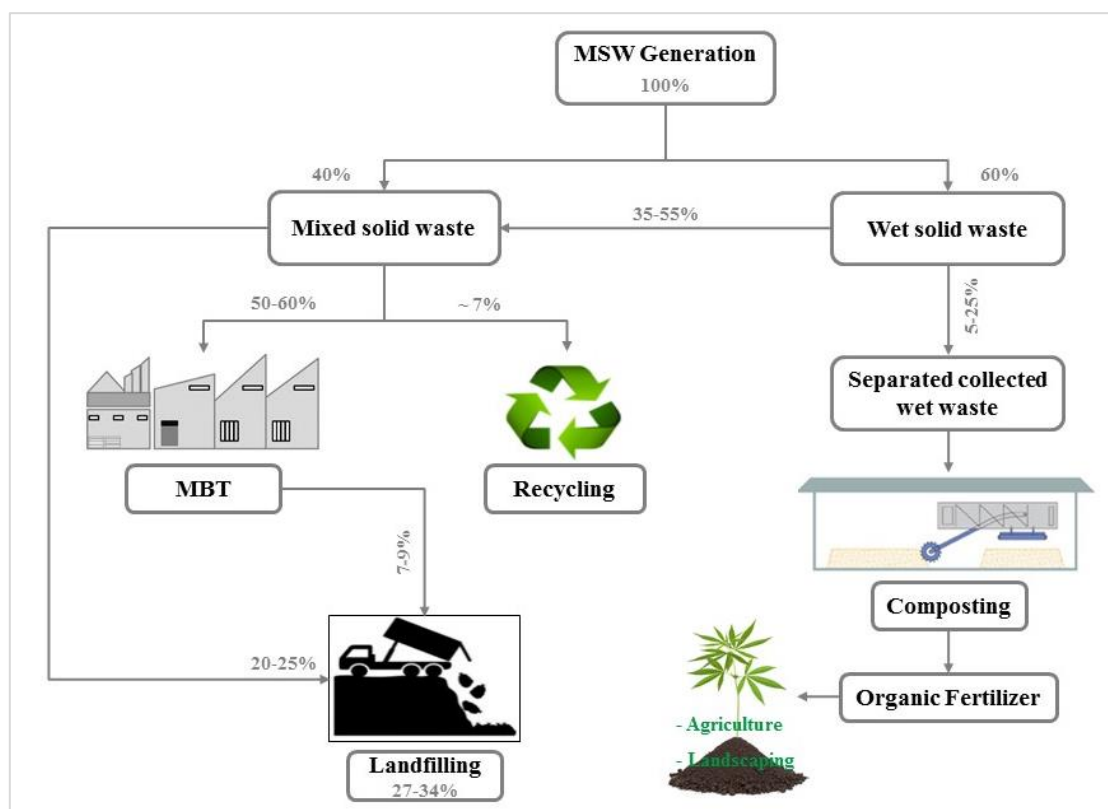 MSW Generation
100%
40%
60%
Mixed solid waste
35-55%
Wet solid waste
50-60%
~ 7%
5-25%
Separated collected
wet waste
MBT
Recycling
7-9%
Composting
20-25%
Organic Fertilizer
- Agriculture
- Landscaping
Landfilling
27-34%